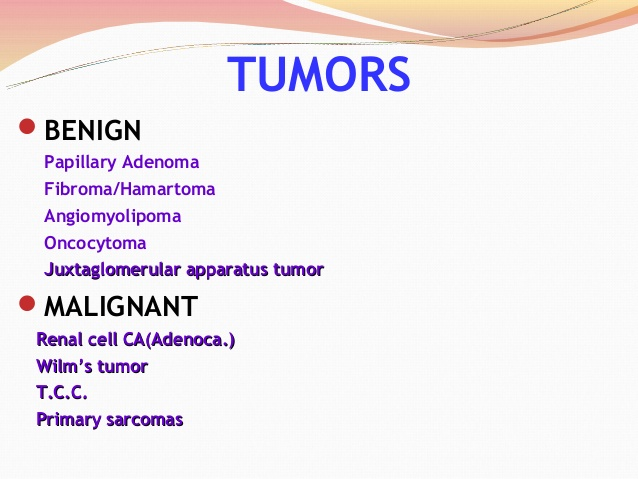 TUMORS
BENIGN
Papillary Adenoma
Fibroma/Hamartoma
Angiomyolipoma
Oncocytoma
Juxtaglomerular apparatus tumor
MALIGNANT
Renal cell CA(Adenoca.)
Wilm’s tumor
T.C.C.
Primary sarcomas